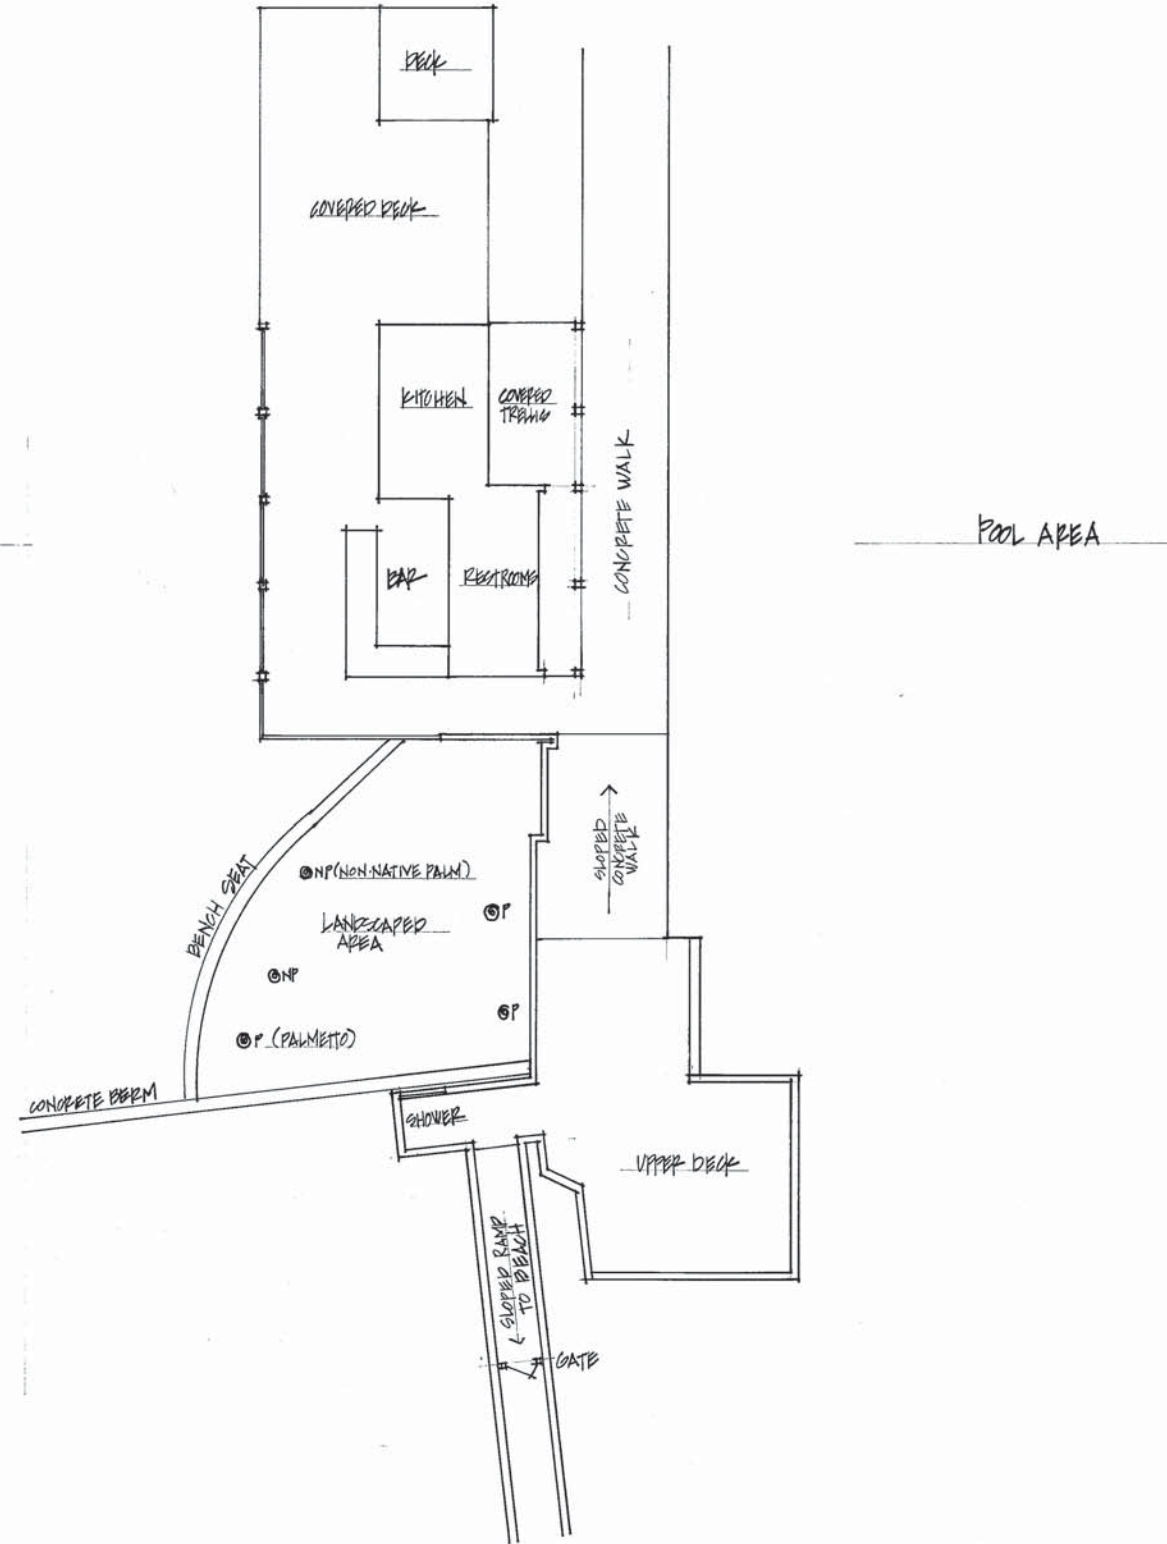 DECK
COVERED DECK
KITCHEN
COVERED
TRELLIS
CONCRETE WALK
POOL AREA
BAR
RESTROOMS
SLOPED
CONCRETE
WALK
BENCH SEAT
NP (NON-NATIVE PALM)
P
LANDSCAPED
AREA
NP
P
P (PALMETTO)
CONCRETE BERM
SHOWER
UPPER DECK
SLOPED RAMP
TO BEACH
GATE